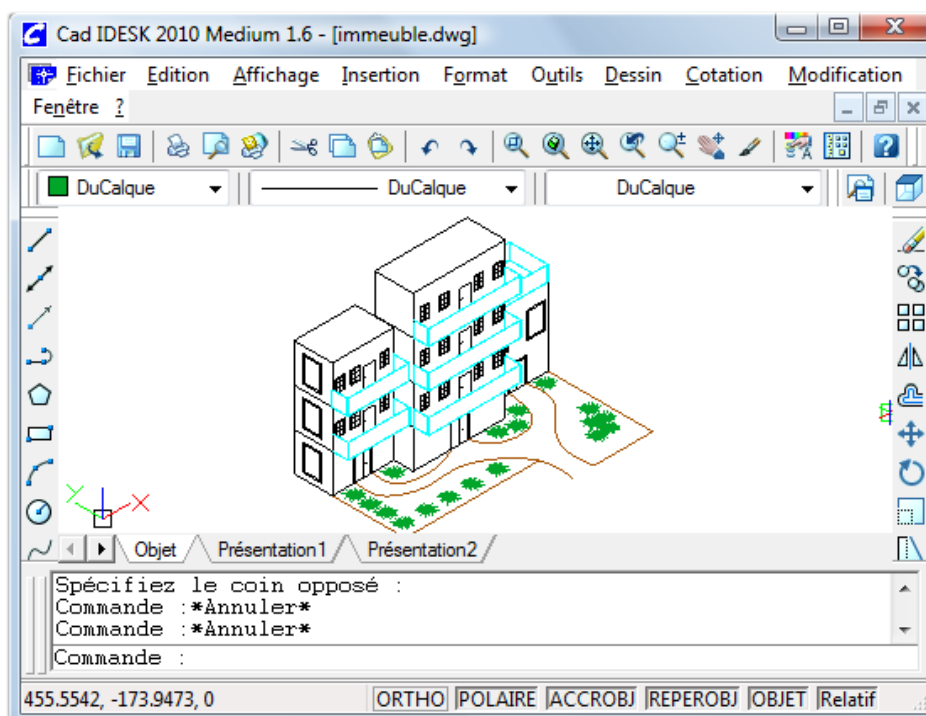 Cad IDESK 2010 Medium 1.6 - [immeuble.dwg]
Fichier Edition Affichage Insertion Format Outils Dessin Cotation Modification
Fenêtre ?
DuCalque DuCalque DuCalque
Y X
Objet Présentation1 Présentation2
Spécifiez le coin opposé :
Commande :*Annuler*
Commande :*Annuler*
Commande :
455.5542, -173.9473, 0 ORTHO POLAIRE ACCROBJ REPEROBJ OBJET Relatif